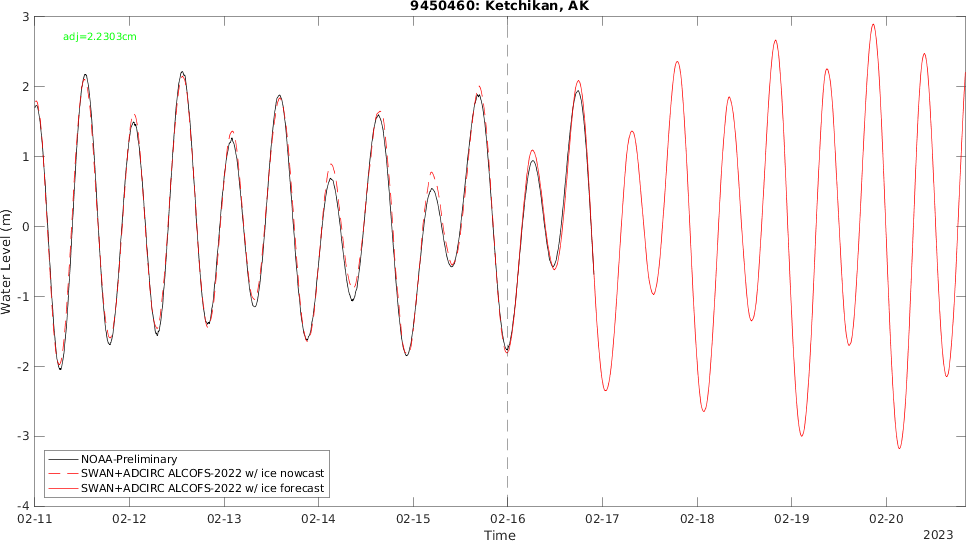 9450460: Ketchikan, AK
adj=2.2303cm
3
2
1
0
-1
-2
-3
-4
Water Level (m)
NOAA-Preliminary
SWAN+ADCIRC ALCOFS-2022 w/ ice nowcast
SWAN+ADCIRC ALCOFS-2022 w/ ice forecast
02-11 02-12 02-13 02-14 02-15 02-16 02-17 02-18 02-19 02-20
Time
2023